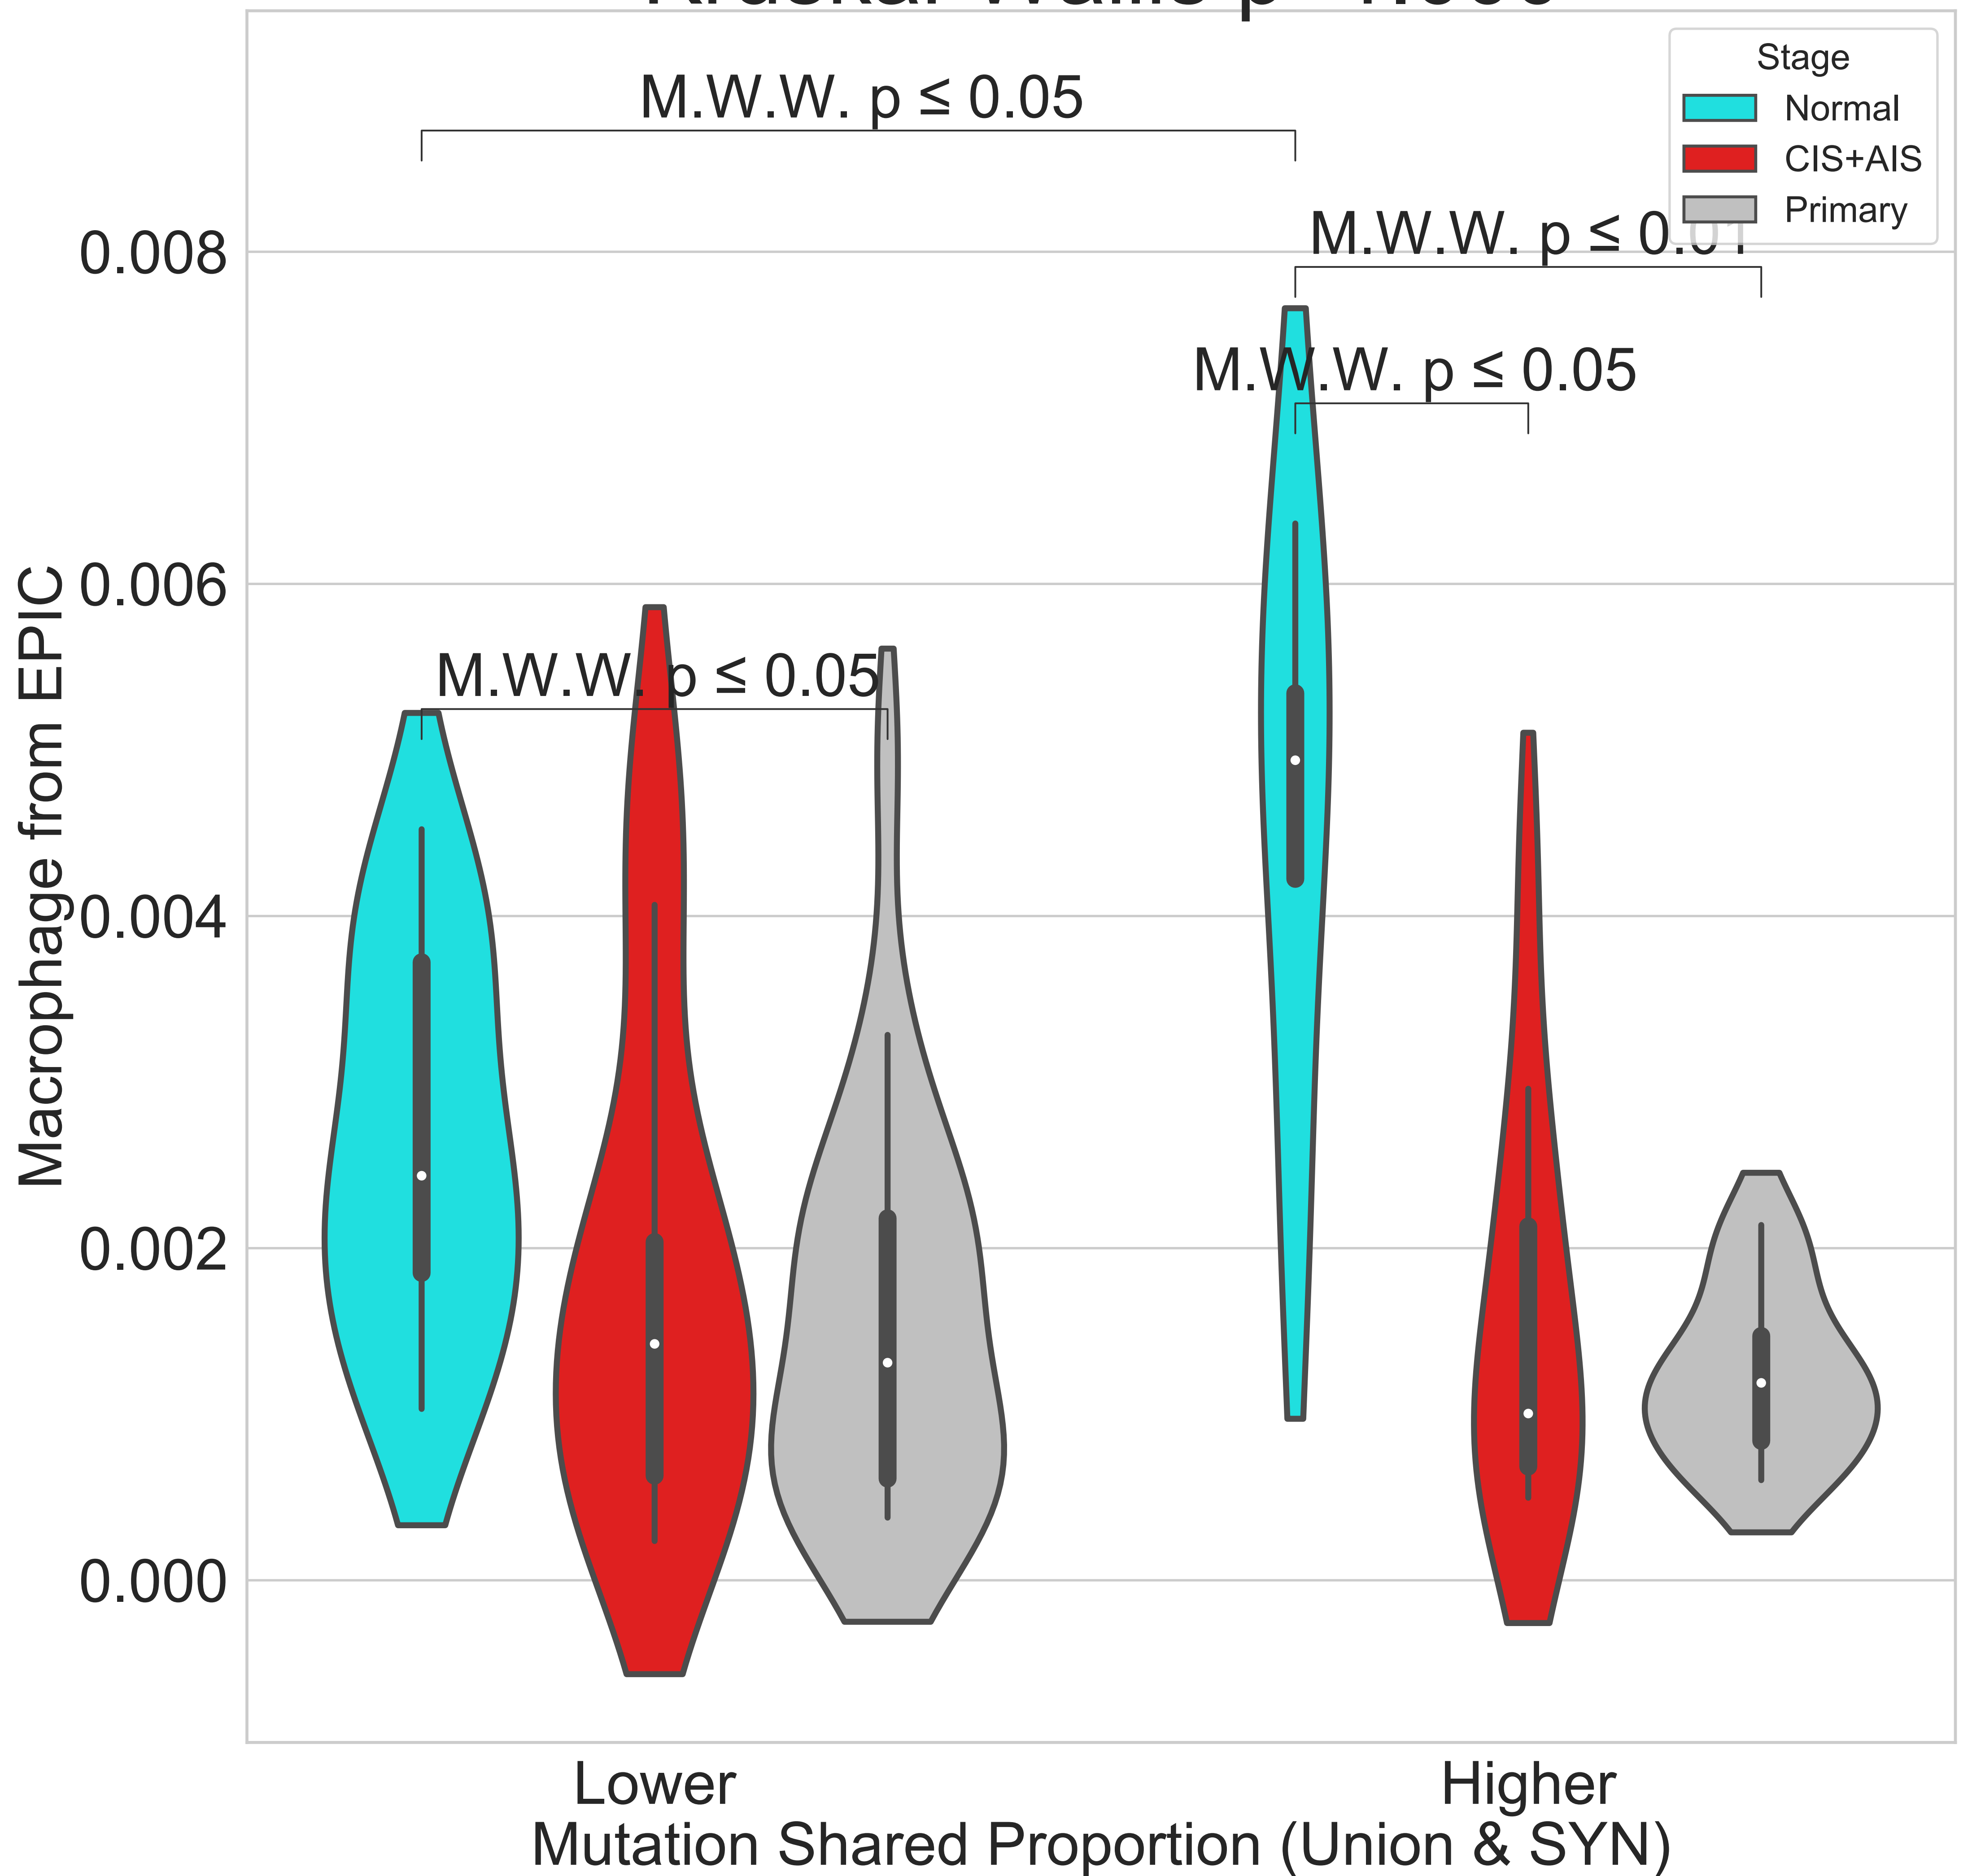 M.W.W. p ≤ 0.05
Stage
Normal
CIS+AIS
Primary
M.W.W. p ≤ 0.01
M.W.W. p ≤ 0.05
M.W.W. p ≤ 0.05
0.008
0.006
0.004
0.002
0.000
Macrophage from EPIC
Lower
Higher
Mutation Shared Proportion (Union & SYN)